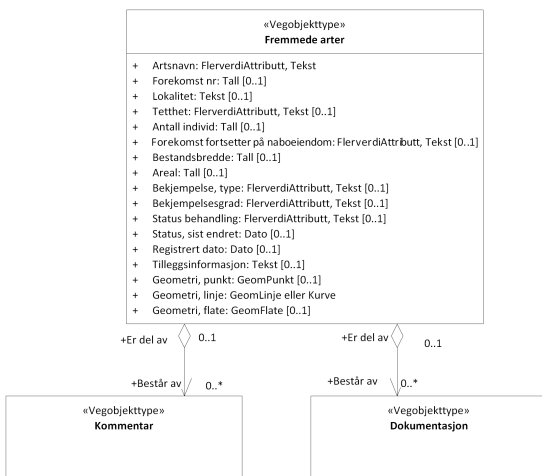 «Vegobjekttype»
Fremmede arter
+ Artsnavn: FlerverdiAttributt, Tekst
+ Forekomst nr: Tall [0..1]
+ Lokalitet: Tekst [0..1]
+ Tetthet: FlerverdiAttributt, Tekst [0..1]
+ Antall individ: Tall [0..1]
+ Forekomst fortsetter på naboeiendom: FlerverdiAttributt, Tekst [0..1]
+ Bestandsbredde: Tall [0..1]
+ Areal: Tall [0..1]
+ Bekjempelse, type: FlerverdiAttributt, Tekst [0..1]
+ Bekjempelsesgrad: FlerverdiAttributt, Tekst [0..1]
+ Status behandling: FlerverdiAttributt, Tekst [0..1]
+ Status, sist endret: Dato [0..1]
+ Registrert dato: Dato [0..1]
+ Tilleggsinformasjon: Tekst [0..1]
+ Geometri, punkt: GeomPunkt [0..1]
+ Geometri, linje: GeomLinje eller Kurve
+ Geometri, flate: GeomFlate [0..1]
+Er del av 0..1 +Er del av 0..1
+Består av 0..* +Består av 0..*
«Vegobjekttype» «Vegobjekttype»
Kommentar Dokumentasjon